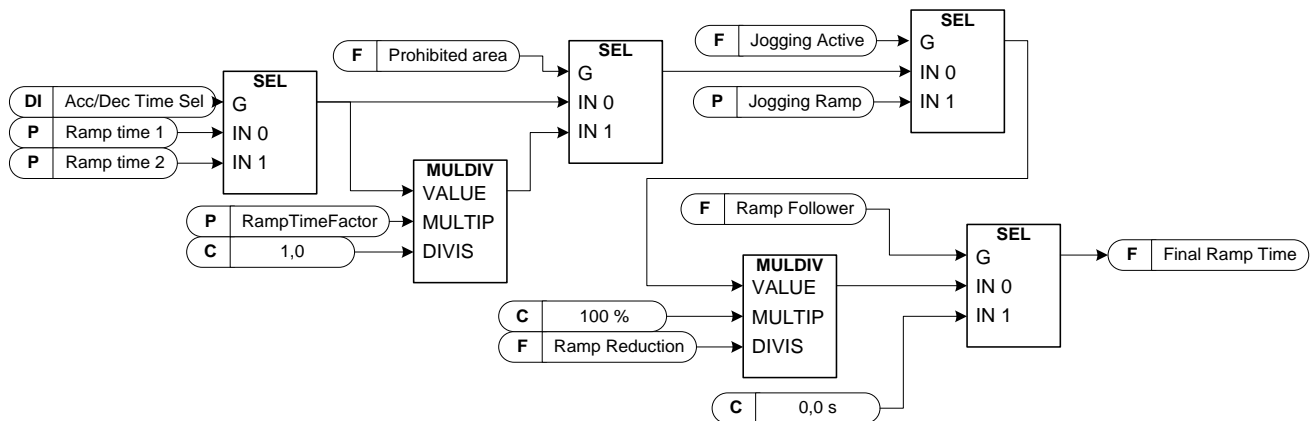 SEL
F Jogging Active
G
IN 0
P Jogging Ramp
IN 1
SEL
F Prohibited area
G
IN 0
IN 1
SEL
DI Acc/Dec Time Sel
G
P Ramp time 1
IN 0
P Ramp time 2
IN 1
MULDIV
VALUE
P RampTimeFactor
MULTIP
C 1,0
DIVIS
F Ramp Follower
SEL
G
F Final Ramp Time
IN 0
IN 1
MULDIV
VALUE
C 100 %
MULTIP
F Ramp Reduction
DIVIS
C 0,0 s